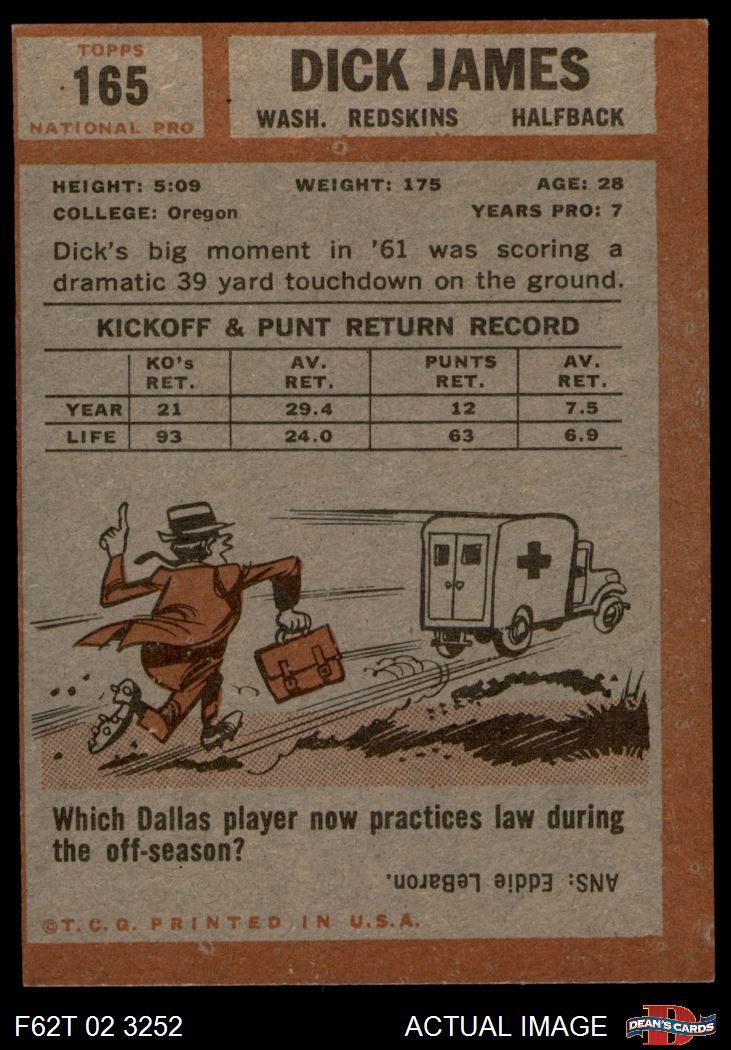 TOPPS
165
NATIONAL PRO
DICK JAMES
WASH. REDSKINS HALFBACK
HEIGHT: 5:09 WEIGHT: 175 AGE: 28
COLLEGE: Oregon YEARS PRO: 7
Dick's big moment in '61 was scoring a
dramatic 39 yard touchdown on the ground.
KICKOFF & PUNT RETURN RECORD
KO's RET. AV. RET. PUNTS RET. AV. RET.
YEAR 21 29.4 12 7.5
LIFE 93 24.0 63 6.9
Which Dallas player now practices law during
the off-season?
ANS: Eddie LeBaron.
©T.C.G. PRINTED IN U.S.A.
F62T 02 3252 ACTUAL IMAGE D DEAN'S CARDS